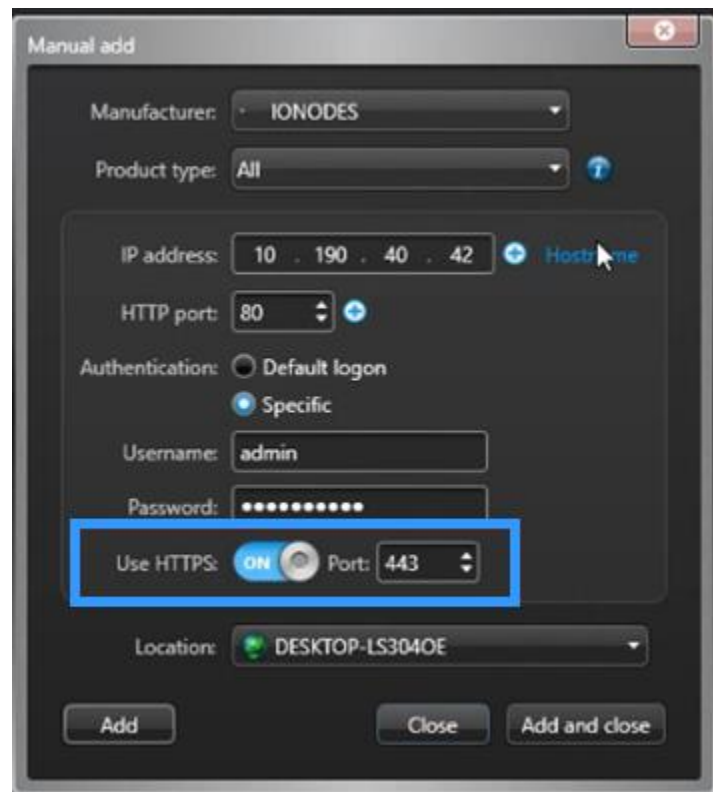 Manual add
Manufacturer: IONODES
Product type: All
IP address: 10 . 190 . 40 . 42 Hostname
HTTP port: 80
Authentication: Default logon
Specific
Username: admin
Password: ••••••••••
Use HTTPS: ON Port: 443
Location: DESKTOP-LS304OE
Add Close Add and close